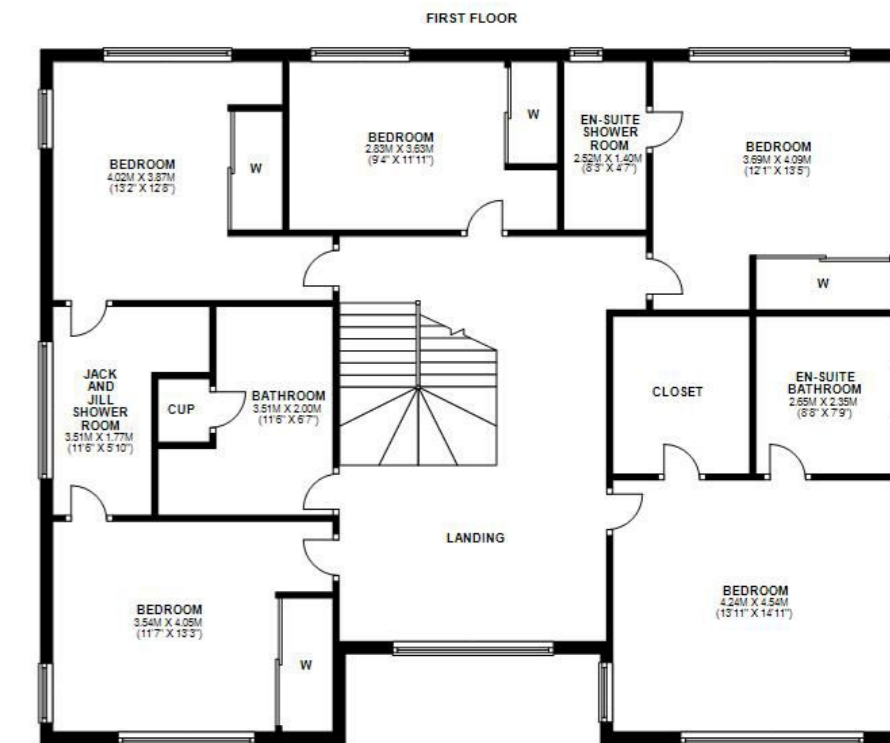 FIRST FLOOR
BEDROOM
4.02M X 3.87M
(13'2" X 12'8")
W
BEDROOM
2.83M X 3.63M
(9'4" X 11'11")
W
EN-SUITE
SHOWER
ROOM
2.52M X 1.40M
(8'3" X 4'7")
BEDROOM
3.69M X 4.09M
(12'1" X 13'5")
W
JACK
AND
JILL
SHOWER
ROOM
3.51M X 1.77M
(11'6" X 5'10")
CUP
BATHROOM
3.51M X 2.00M
(11'6" X 6'7")
CLOSET
EN-SUITE
BATHROOM
2.65M X 2.35M
(8'8" X 7'9")
LANDING
BEDROOM
3.54M X 4.05M
(11'7" X 13'3")
W
BEDROOM
4.24M X 4.54M
(13'11" X 14'11")